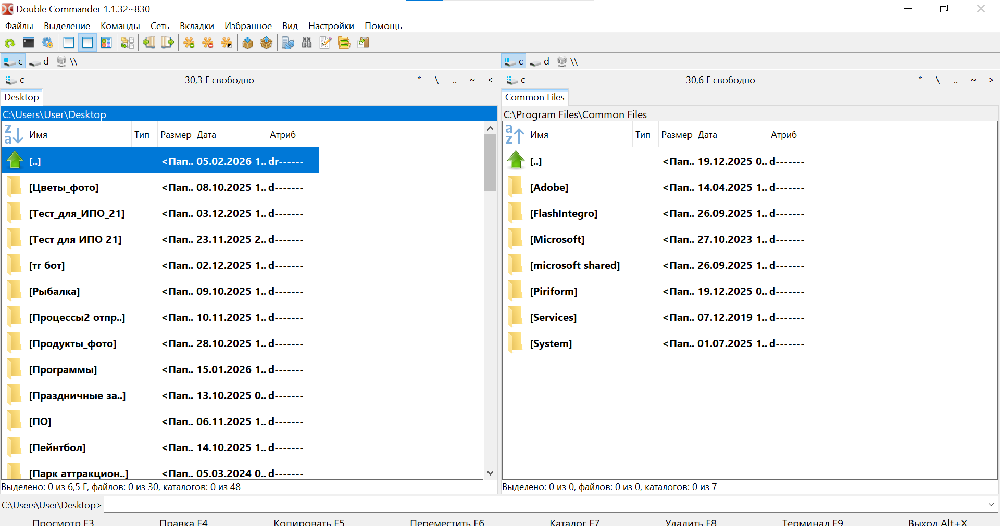 Double Commander 1.1.32~830
Файлы Выделение Команды Сеть Вкладки Избранное Вид Настройки Помощь
c d \\
c d \\
c 30,3 Г свободно * \ .. ~ <
c 30,6 Г свободно * \ .. ~ >
Desktop
Common Files
C:\Users\User\Desktop
C:\Program Files\Common Files
Имя Тип Размер Дата Атриб
[..] <Пап.. 05.02.2026 1.. dr------
[Цветы_фото] <Пап.. 08.10.2025 1.. d-------
[Тест_для_ИПО_21] <Пап.. 03.12.2025 1.. d-------
[Тест для ИПО 21] <Пап.. 23.11.2025 2.. d-------
[тг бот] <Пап.. 02.12.2025 1.. d-------
[Рыбалка] <Пап.. 09.10.2025 1.. d-------
[Процессы2 отпр..] <Пап.. 10.11.2025 1.. d-------
[Продукты_фото] <Пап.. 28.10.2025 1.. d-------
[Программы] <Пап.. 15.01.2026 1.. d-------
[Праздничные за..] <Пап.. 13.10.2025 0.. d-------
[ПО] <Пап.. 06.11.2025 1.. d-------
[Пейнтбол] <Пап.. 14.10.2025 1.. d-------
[Парк аттракцион..] <Пап.. 05.03.2024 0.. d-------
Выделено: 0 из 6,5 Г, файлов: 0 из 30, каталогов: 0 из 48
Имя Тип Размер Дата Атриб
[..] <Пап.. 19.12.2025 0.. d-------
[Adobe] <Пап.. 14.04.2025 1.. d-------
[FlashIntegro] <Пап.. 26.09.2025 1.. d-------
[Microsoft] <Пап.. 27.10.2023 1.. d-------
[microsoft shared] <Пап.. 26.09.2025 1.. d-------
[Piriform] <Пап.. 19.12.2025 0.. d-------
[Services] <Пап.. 07.12.2019 1.. d-------
[System] <Пап.. 01.07.2025 1.. d-------
Выделено: 0 из 0, файлов: 0 из 0, каталогов: 0 из 7
C:\Users\User\Desktop>
Просмотр F3 Правка F4 Копировать F5 Переместить F6 Каталог F7 Удалить F8 Терминал F9 Выход Alt+X